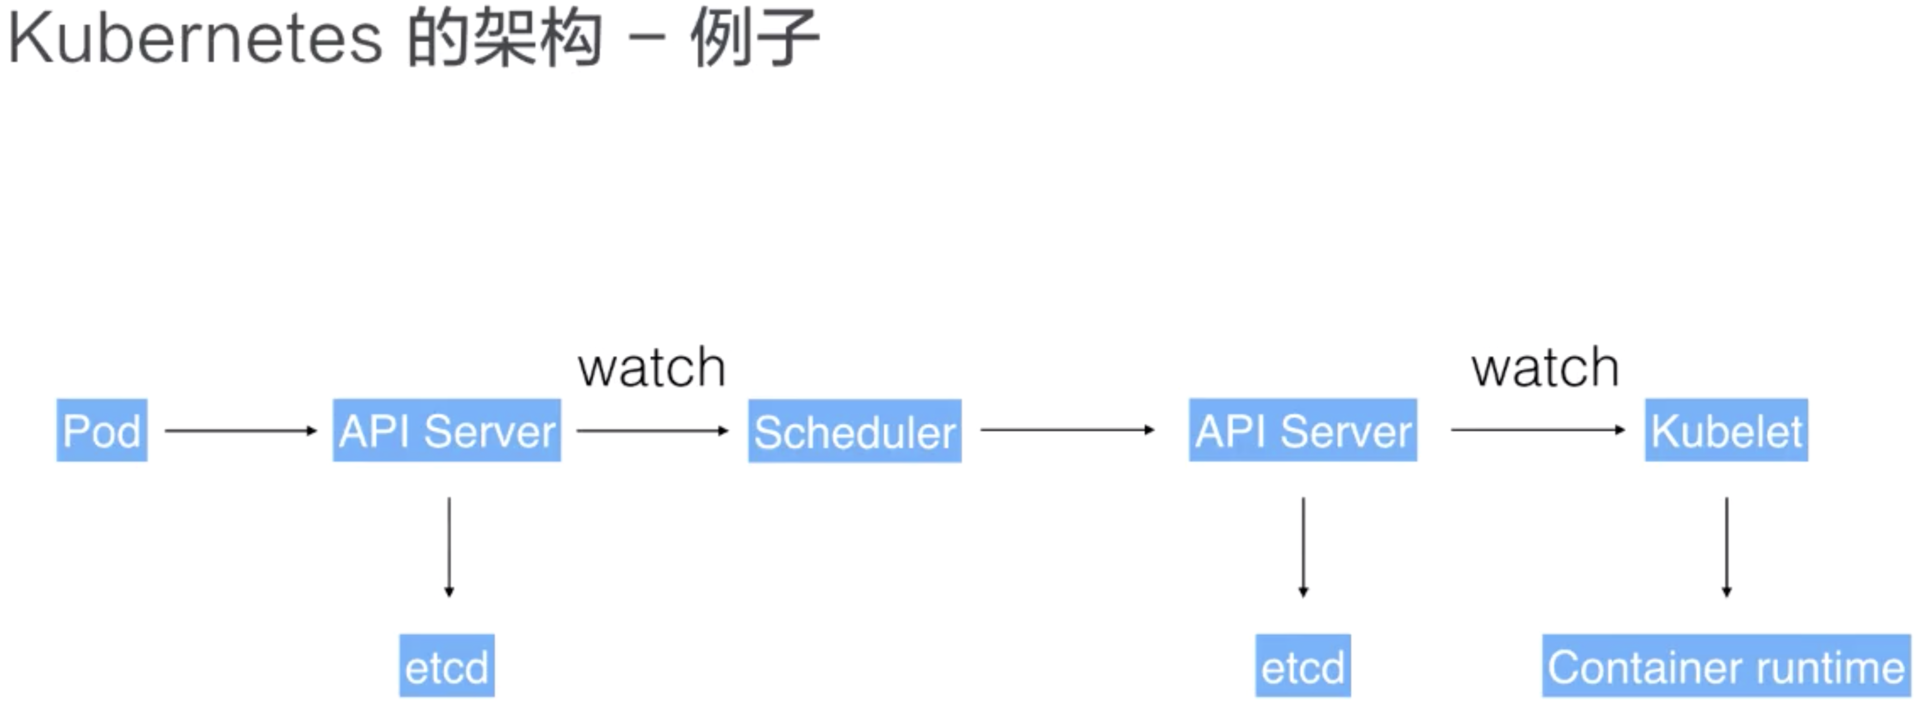 Kubernetes 的架构 – 例子
watch
watch
Pod
API Server
Scheduler
API Server
Kubelet
etcd
etcd
Container runtime